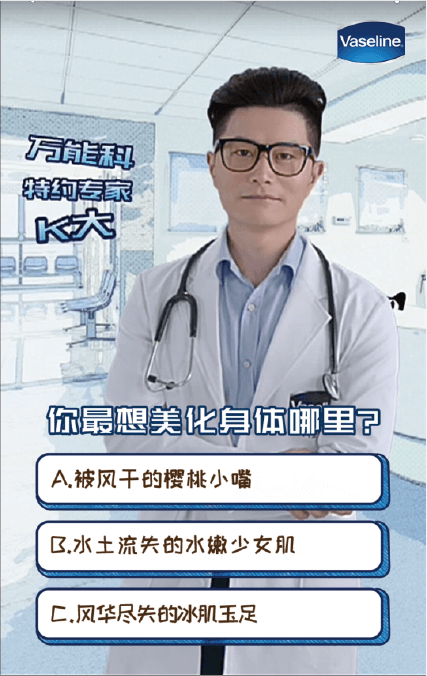 Vaseline
万能科
特约专家
K大
你最想美化身体哪里?
A.被风干的樱桃小嘴
B.水土流失的水嫩少女肌
C.风华尽失的冰肌玉足